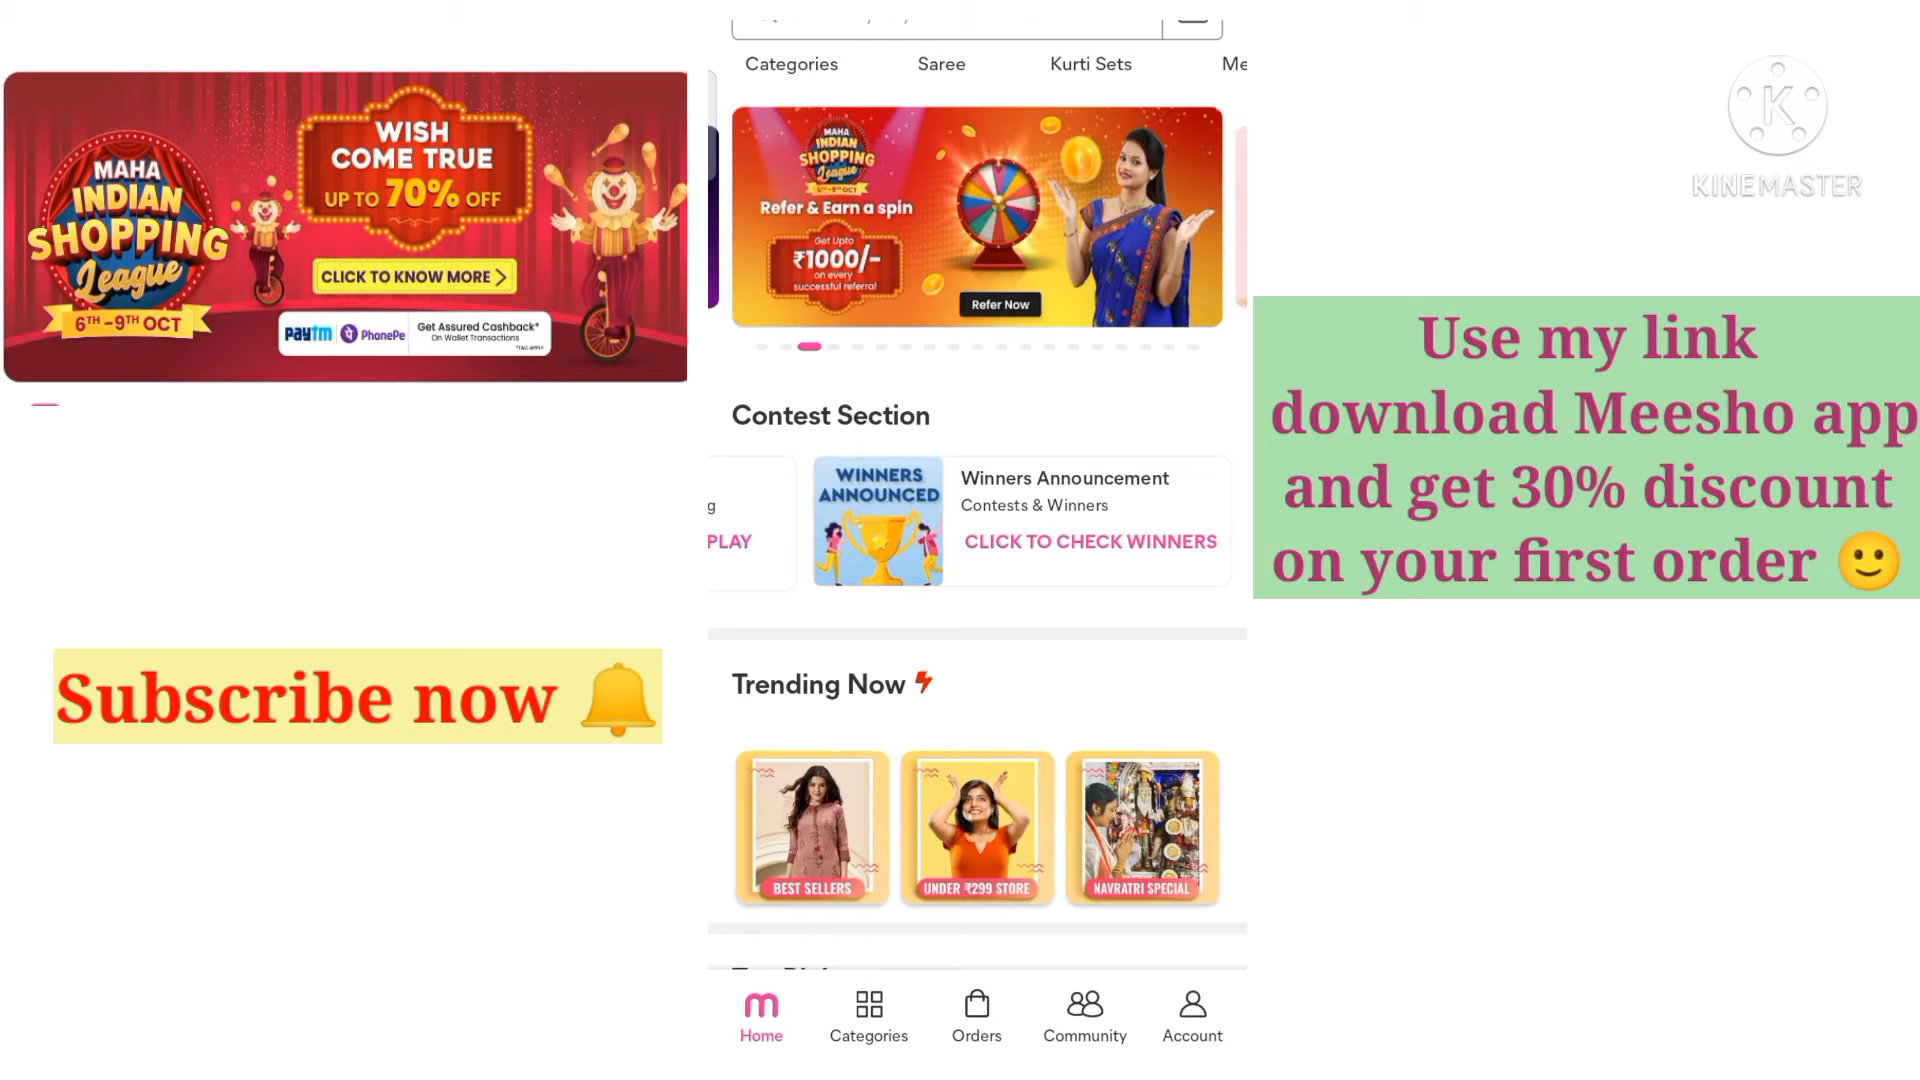 MAHA
INDIAN
SHOPPING
League
6TH -9TH OCT
WISH
COME TRUE
UP TO 70% OFF
CLICK TO KNOW MORE
paytm PhonePe
Get Assured Cashback*
On Wallet Transactions
*T&C APPLY
Subscribe now 🔔
Categories Saree Kurti Sets Me
MAHA
INDIAN
SHOPPING
League
6TH -9TH OCT
Refer & Earn a spin
Get Upto
₹1000/-
on every
successful referral
Refer Now
Contest Section
g
PLAY
WINNERS
ANNOUNCED
Winners Announcement
Contests & Winners
CLICK TO CHECK WINNERS
Trending Now
BEST SELLERS
UNDER ₹299 STORE
NAVRATRI SPECIAL
Home Categories Orders Community Account
K
KINEMASTER
Use my link
download Meesho app
and get 30% discount
on your first order 🙂